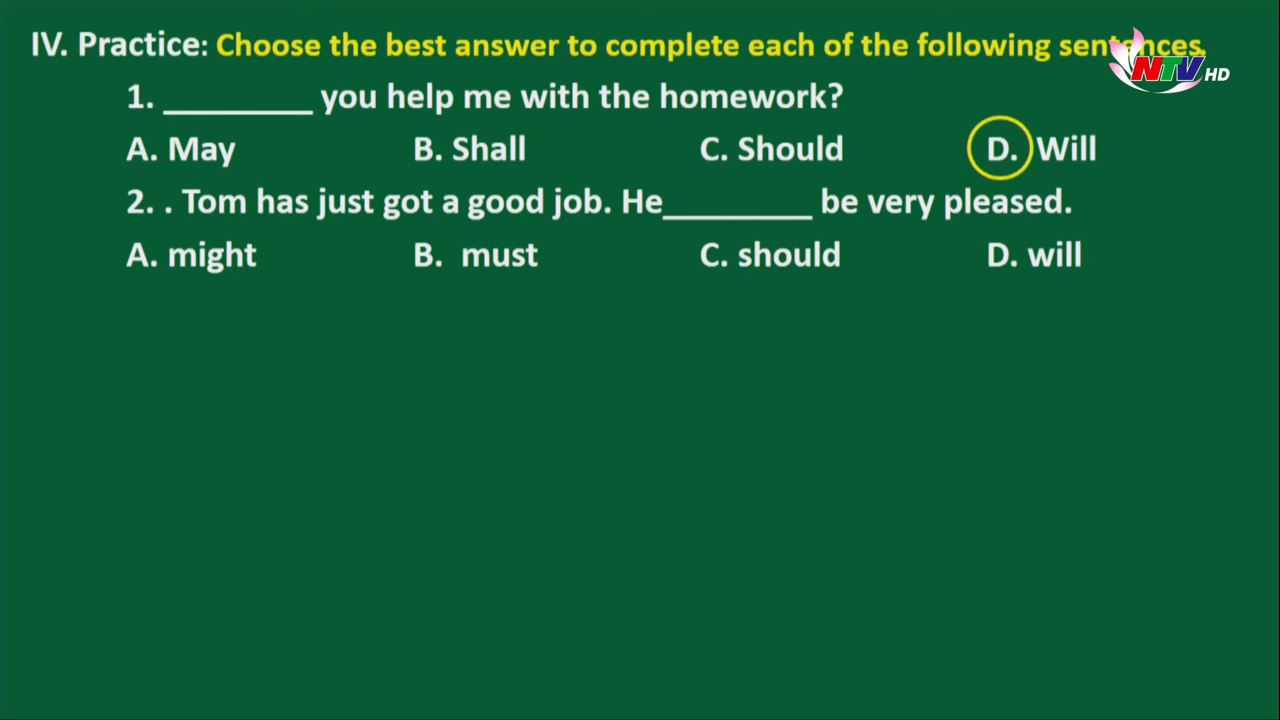 IV. Practice: Choose the best answer to complete each of the following sentences.
NTV HD
1. ________ you help me with the homework?
A. May B. Shall C. Should D. Will
2. . Tom has just got a good job. He________ be very pleased.
A. might B. must C. should D. will